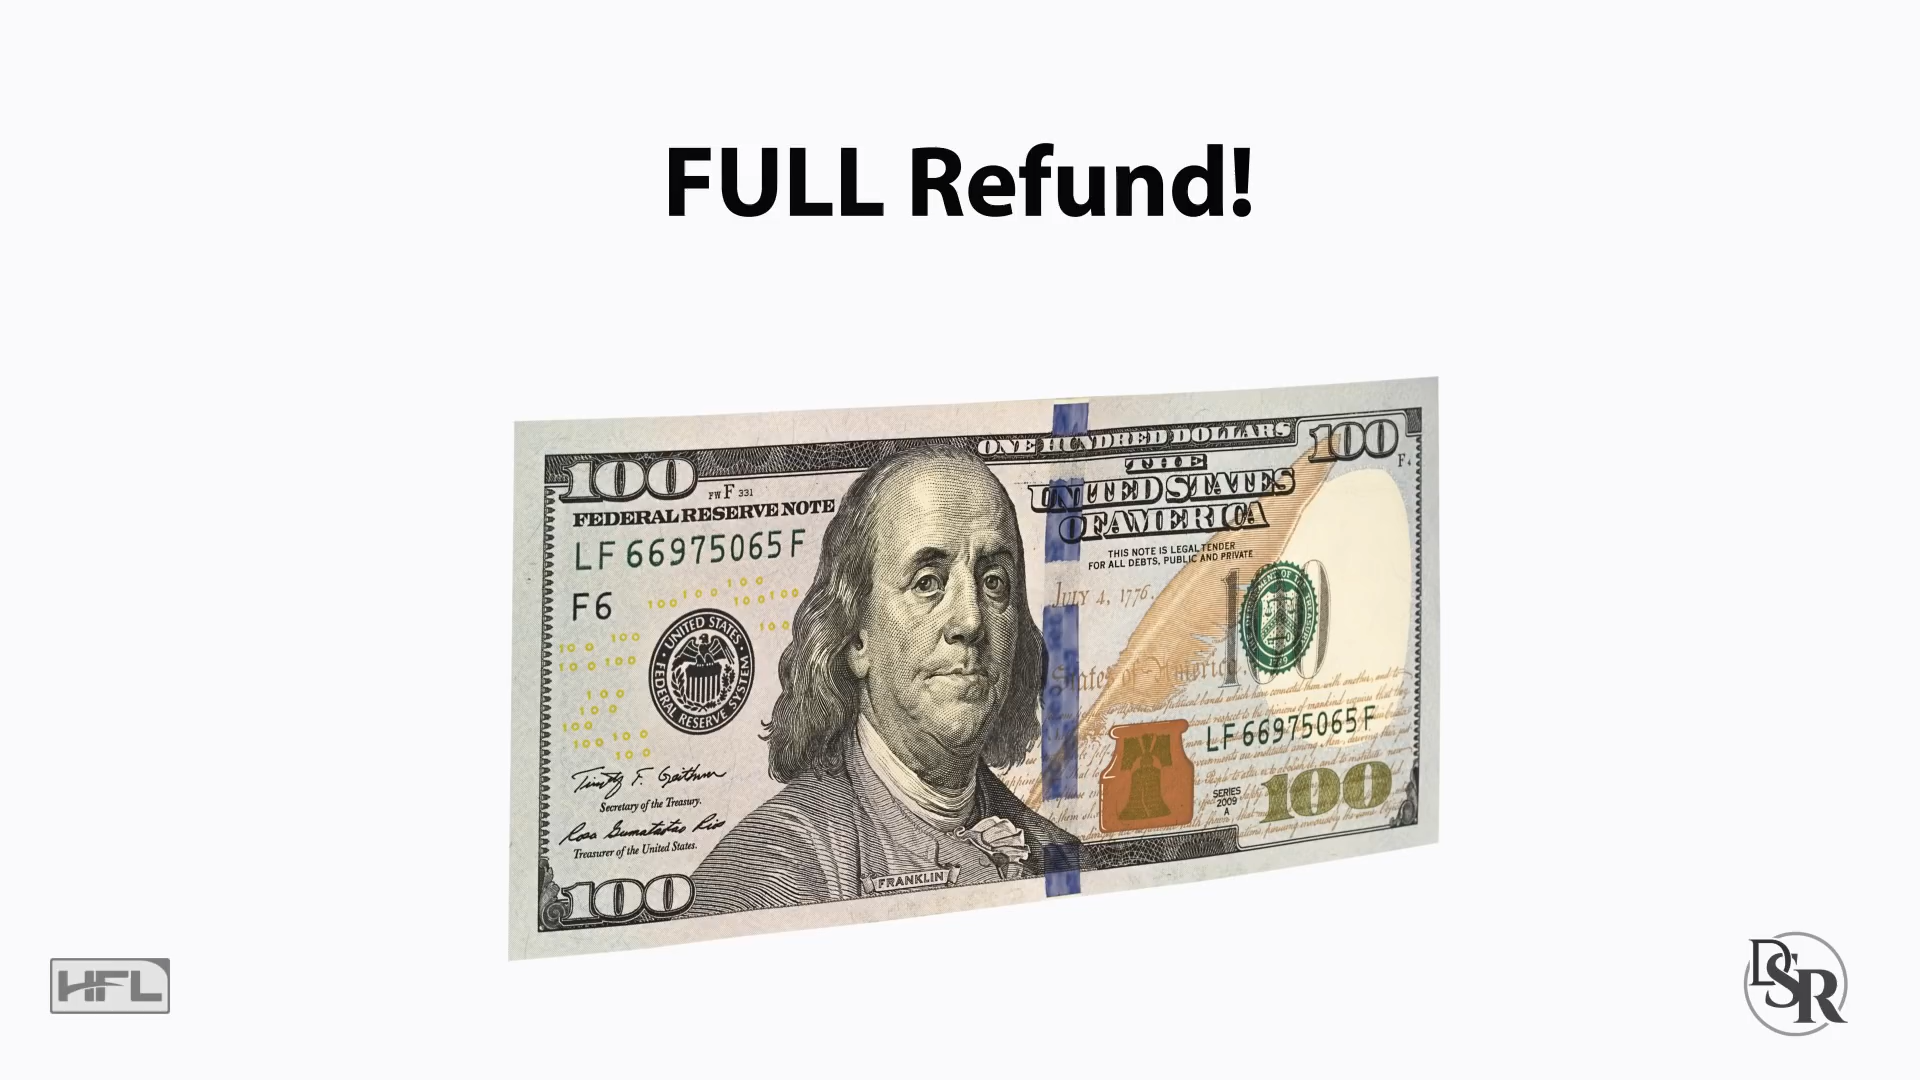 FULL Refund!
ONE HUNDRED DOLLARS
100
100
FW F 331
FEDERAL RESERVE NOTE
LF 66975065 F
F6
THE
UNITED STATES
OF AMERICA
THIS NOTE IS LEGAL TENDER
FOR ALL DEBTS, PUBLIC AND PRIVATE
JULY 4, 1776.
UNITED STATES
FEDERAL RESERVE SYSTEM
States of America.
LF 66975065 F
Secretary of the Treasury.
Treasurer of the United States.
SERIES
2009
A
100
100
FRANKLIN
HFL
DSR